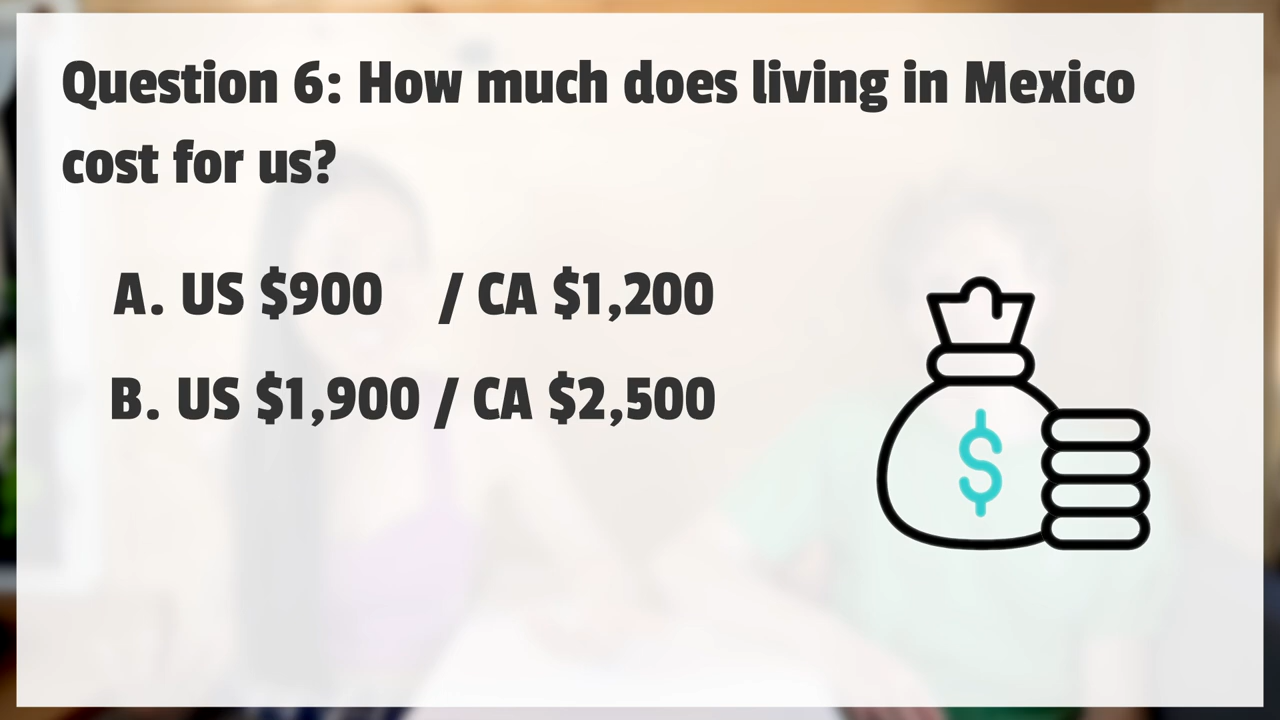 Question 6: How much does living in Mexico
cost for us?
A. US $900 / CA $1,200
B. US $1,900 / CA $2,500
$